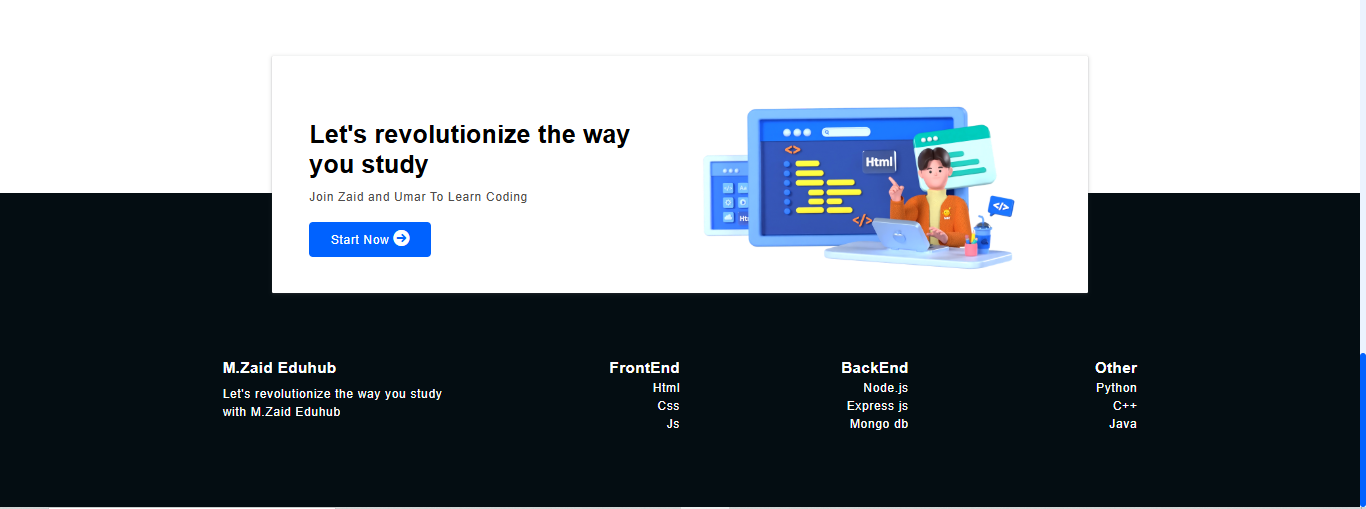 Let's revolutionize the way
you study
Join Zaid and Umar To Learn Coding
Start Now
</>
Html
<>
</>
</>
M.Zaid Eduhub
Let's revolutionize the way you study
with M.Zaid Eduhub
FrontEnd
Html
Css
Js
BackEnd
Node.js
Express js
Mongo db
Other
Python
C++
Java